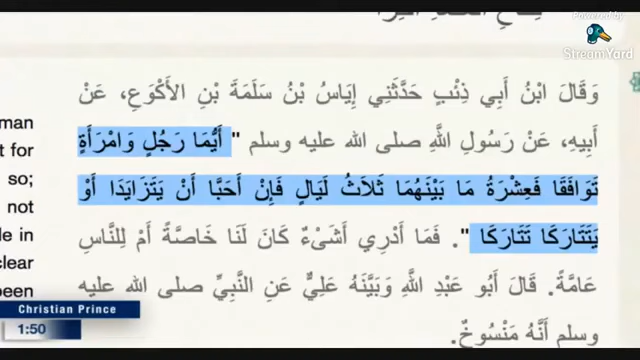 Powered by
StreamYard
وَقَالَ ابْنُ أَبِي ذِئْبٍ حَدَّثَنِي إِيَاسُ بْنُ سَلَمَةَ بْنِ الأَكْوَعِ، عَنْ
أَبِيهِ، عَنْ رَسُولِ اللَّهِ صلى الله عليه وسلم " أَيُّمَا رَجُلٍ وَامْرَأَةٍ
تَوَافَقَا فَعِشْرَةُ مَا بَيْنَهُمَا ثَلاَثُ لَيَالٍ فَإِنْ أَحَبَّا أَنْ يَتَزَايَدَا أَوْ
يَتَتَارَكَا تَتَارَكَا ". فَمَا أَدْرِي أَشَىْءٌ كَانَ لَنَا خَاصَّةً أَمْ لِلنَّاسِ
عَامَّةً. قَالَ أَبُو عَبْدِ اللَّهِ وَبَيَّنَهُ عَلِيٌّ عَنِ النَّبِيِّ صلى الله عليه
وسلم أَنَّهُ مَنْسُوخٌ.
man
t for
so;
not
le in
clear
been
Christian Prince
1:50